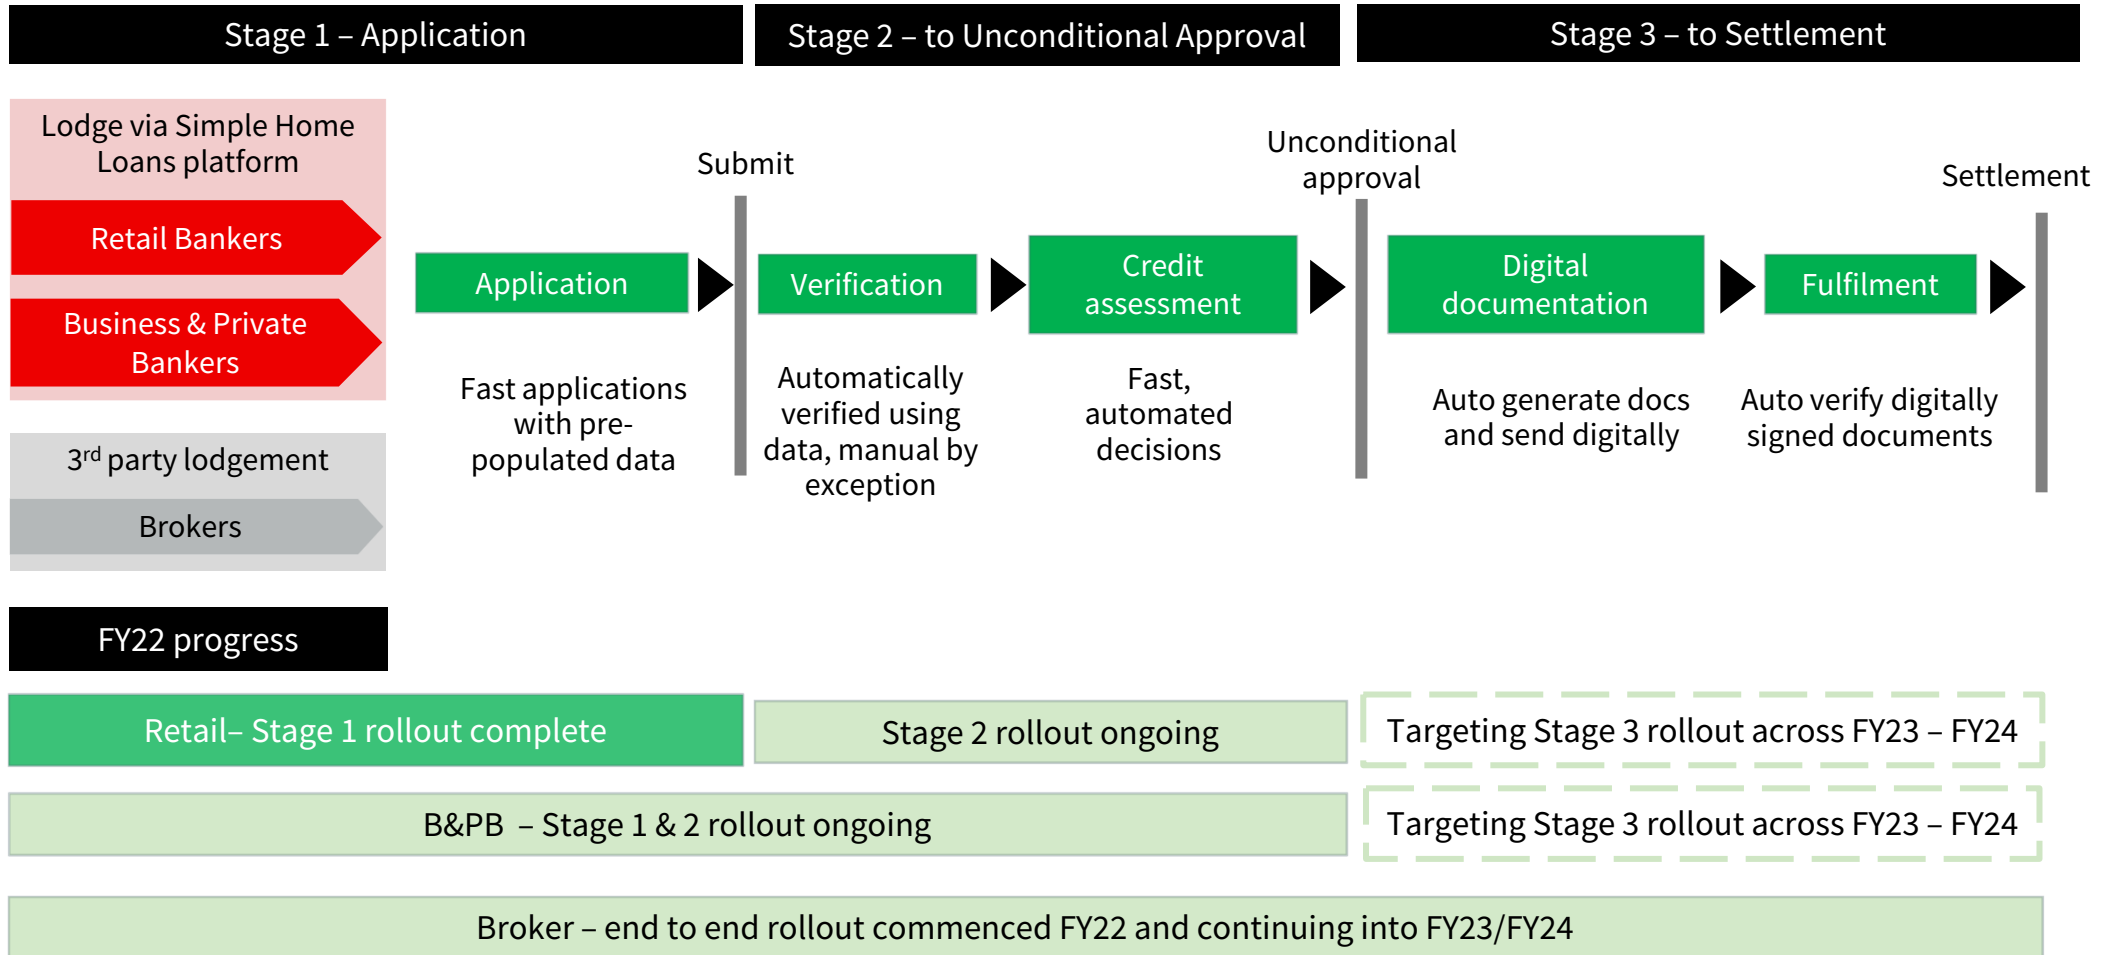 Stage 1 – Application
Stage 2 – to Unconditional Approval
Stage 3 – to Settlement
Lodge via Simple Home
Loans platform
Retail Bankers
Business & Private
Bankers
3rd party lodgement
Brokers
Application
Fast applications
with pre-
populated data
Submit
Verification
Automatically
verified using
data, manual by
exception
Credit
assessment
Fast,
automated
decisions
Unconditional
approval
Digital
documentation
Auto generate docs
and send digitally
Fulfilment
Auto verify digitally
signed documents
Settlement
FY22 progress
Retail– Stage 1 rollout complete
Stage 2 rollout ongoing
Targeting Stage 3 rollout across FY23 – FY24
B&PB – Stage 1 & 2 rollout ongoing
Targeting Stage 3 rollout across FY23 – FY24
Broker – end to end rollout commenced FY22 and continuing into FY23/FY24